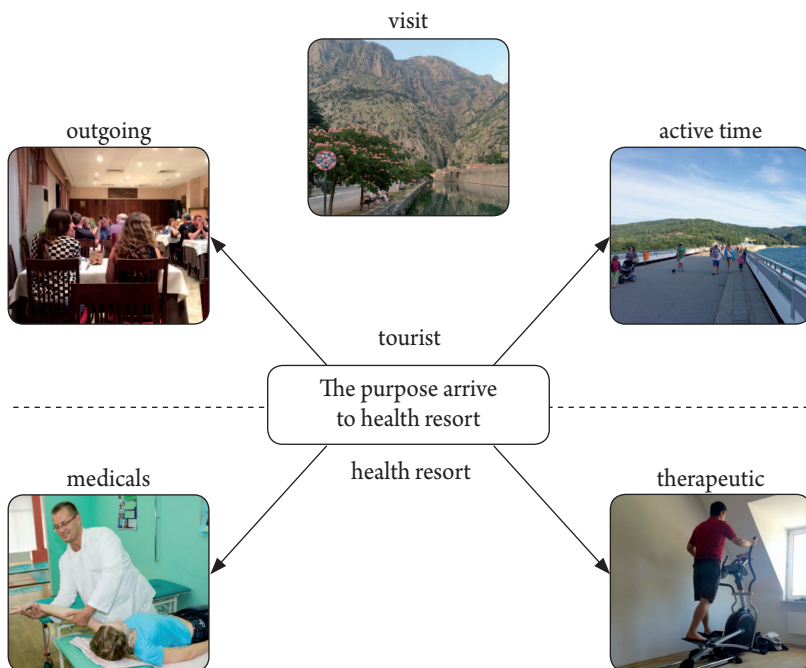 visit
outgoing
active time
tourist
The purpose arrive
to health resort
health resort
medicals
therapeutic